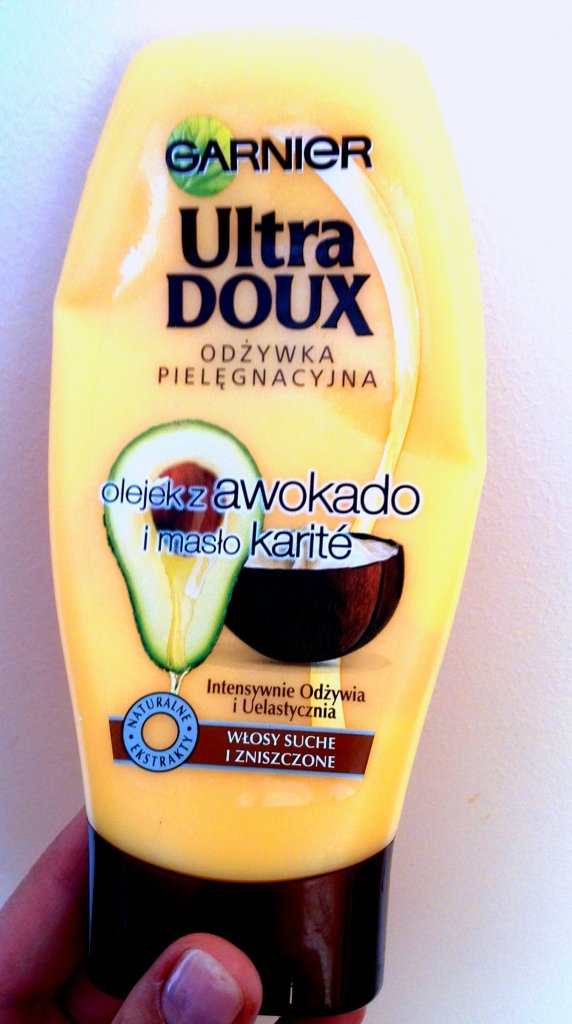 GARNIER
Ultra
DOUX
ODŻYWKA
PIELĘGNACYJNA
olejek z awokado
i masło karité
Intensywnie Odżywia
i Uelastycznia
NATURALNE
EKSTRAKTY
WŁOSY SUCHE
I ZNISZCZONE